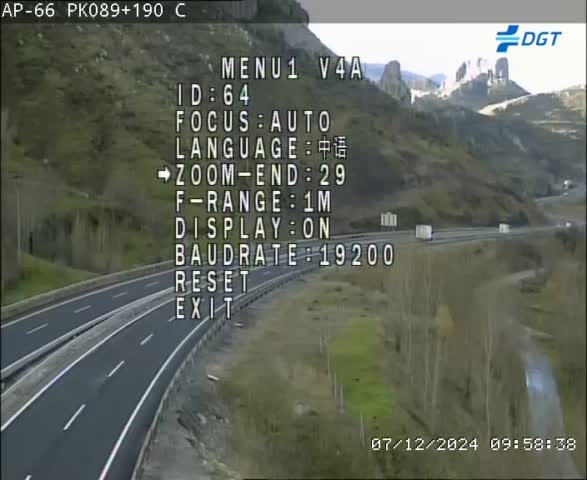 AP-66 PK089+190 C
DGT
MENU1 V4A
ID:64
FOCUS:AUTO
LANGUAGE:中语
ZOOM-END:29
F-RANGE:1M
DISPLAY:ON
BAUDRATE:19200
RESET
EXIT
07/12/2024 09:58:38